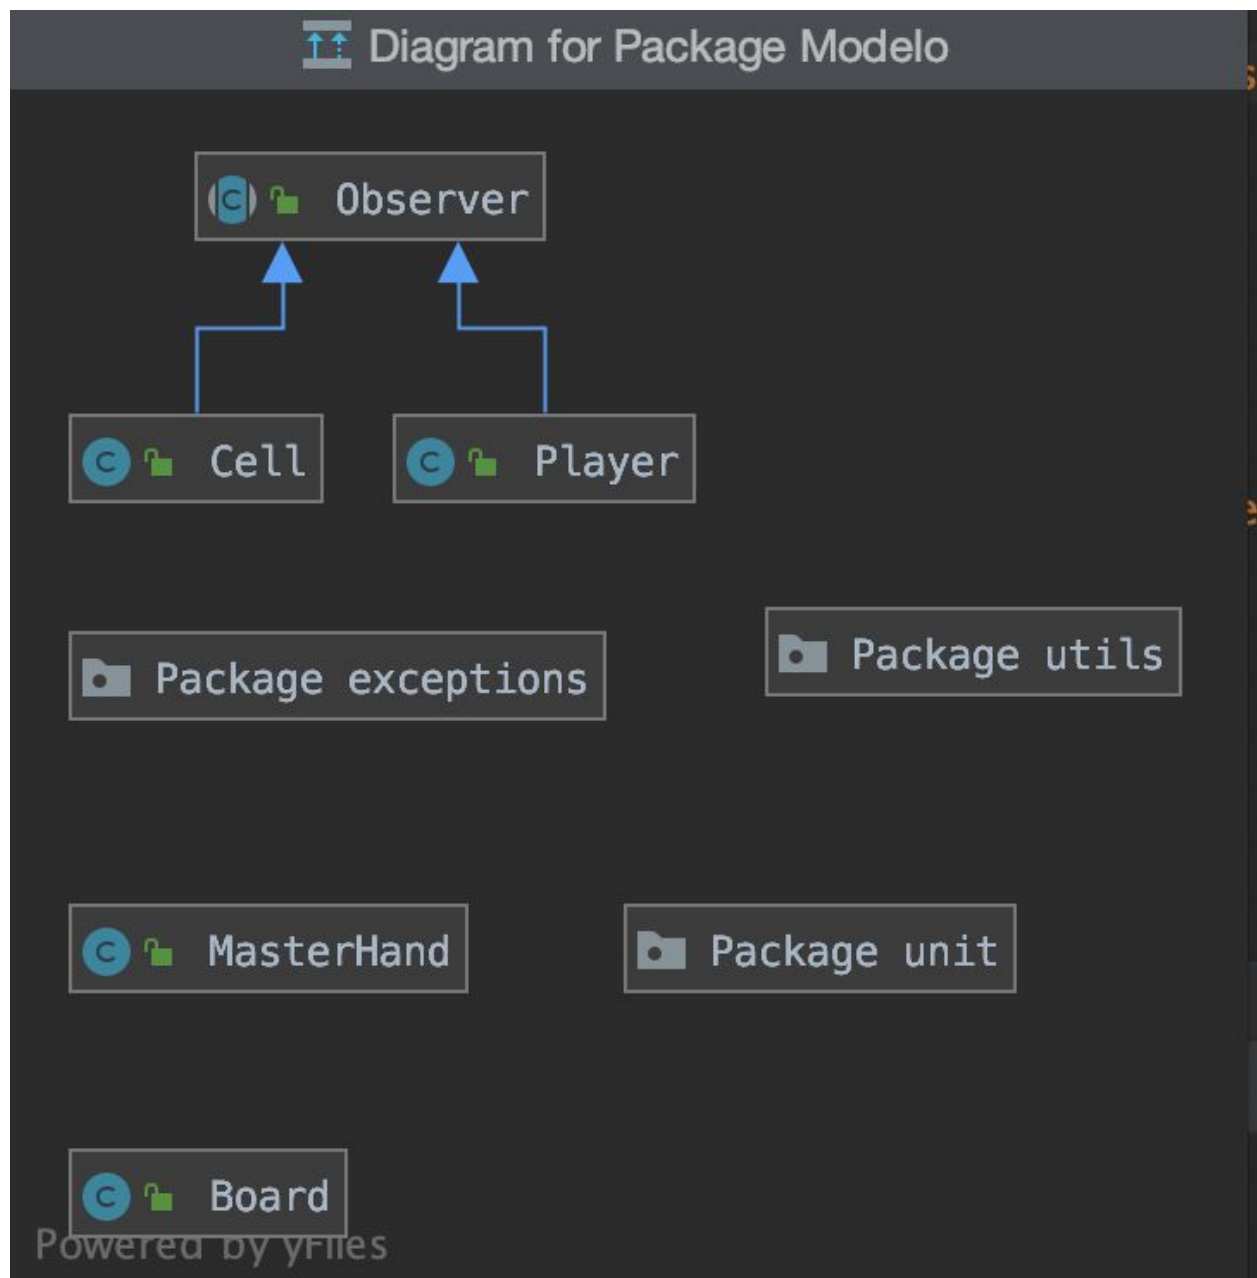 Diagram for Package Modelo
Observer
Cell
Player
Package utils
Package exceptions
MasterHand
Package unit
Board
Powered by yFiles